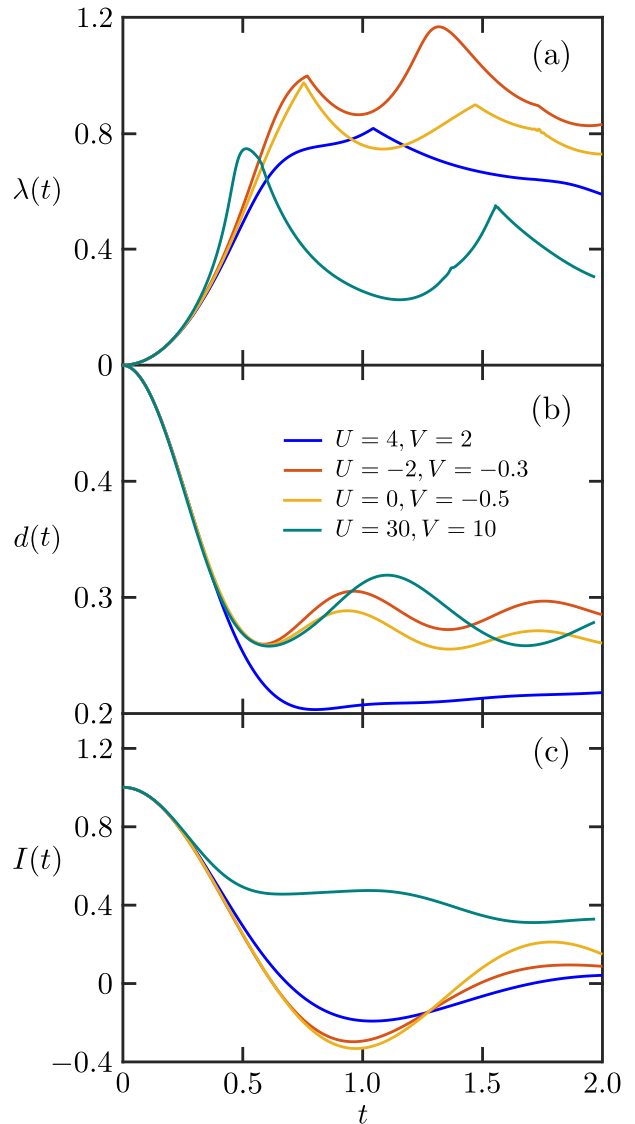 1.2
(a)
0.8
λ(t)
0.4
0
(b)
U = 4, V = 2
U = −2, V = −0.3
0.4
U = 0, V = −0.5
U = 30, V = 10
d(t)
0.3
0.2
1.2
(c)
0.8
I(t)
0.4
0
−0.4
0 0.5 1.0 1.5 2.0
t